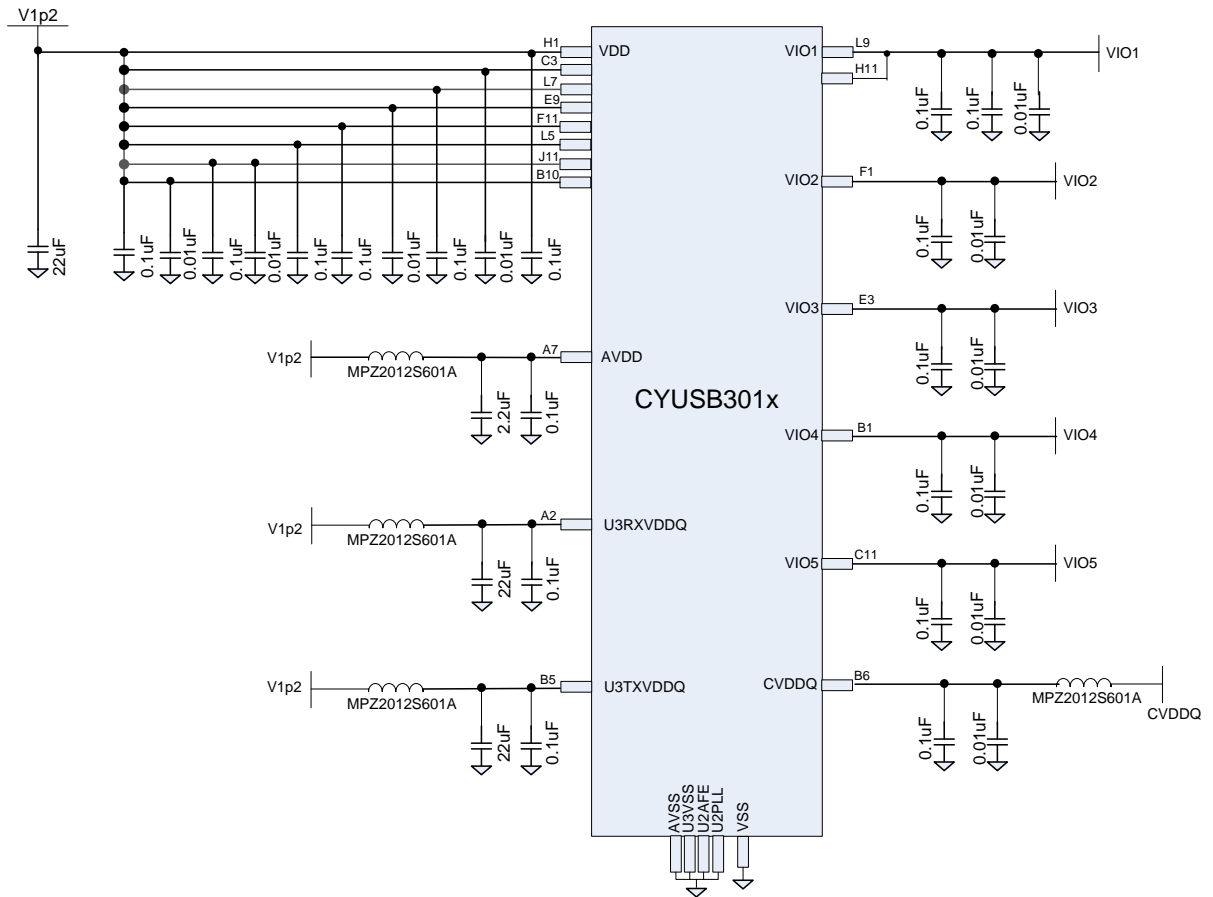 V1p2
H1
VDD
C3
L7
E9
F11
L5
J11
B10
22uF
0.1uF
0.01uF
0.1uF
0.01uF
0.1uF
0.1uF
0.01uF
0.1uF
0.01uF
0.1uF
V1p2
MPZ2012S601A
A7
AVDD
2.2uF
0.1uF
V1p2
MPZ2012S601A
A2
U3RXVDDQ
22uF
0.1uF
V1p2
MPZ2012S601A
B5
U3TXVDDQ
22uF
0.1uF
CYUSB301x
VIO1
L9
H11
VIO1
0.1uF
0.1uF
0.01uF
VIO2
F1
VIO2
0.1uF
0.01uF
VIO3
E3
VIO3
0.1uF
0.01uF
VIO4
B1
VIO4
0.1uF
0.01uF
VIO5
C11
VIO5
0.1uF
0.01uF
CVDDQ
B6
MPZ2012S601A
CVDDQ
0.1uF
0.01uF
AVSS
U3VSS
U2AFE
U2PLL
VSS